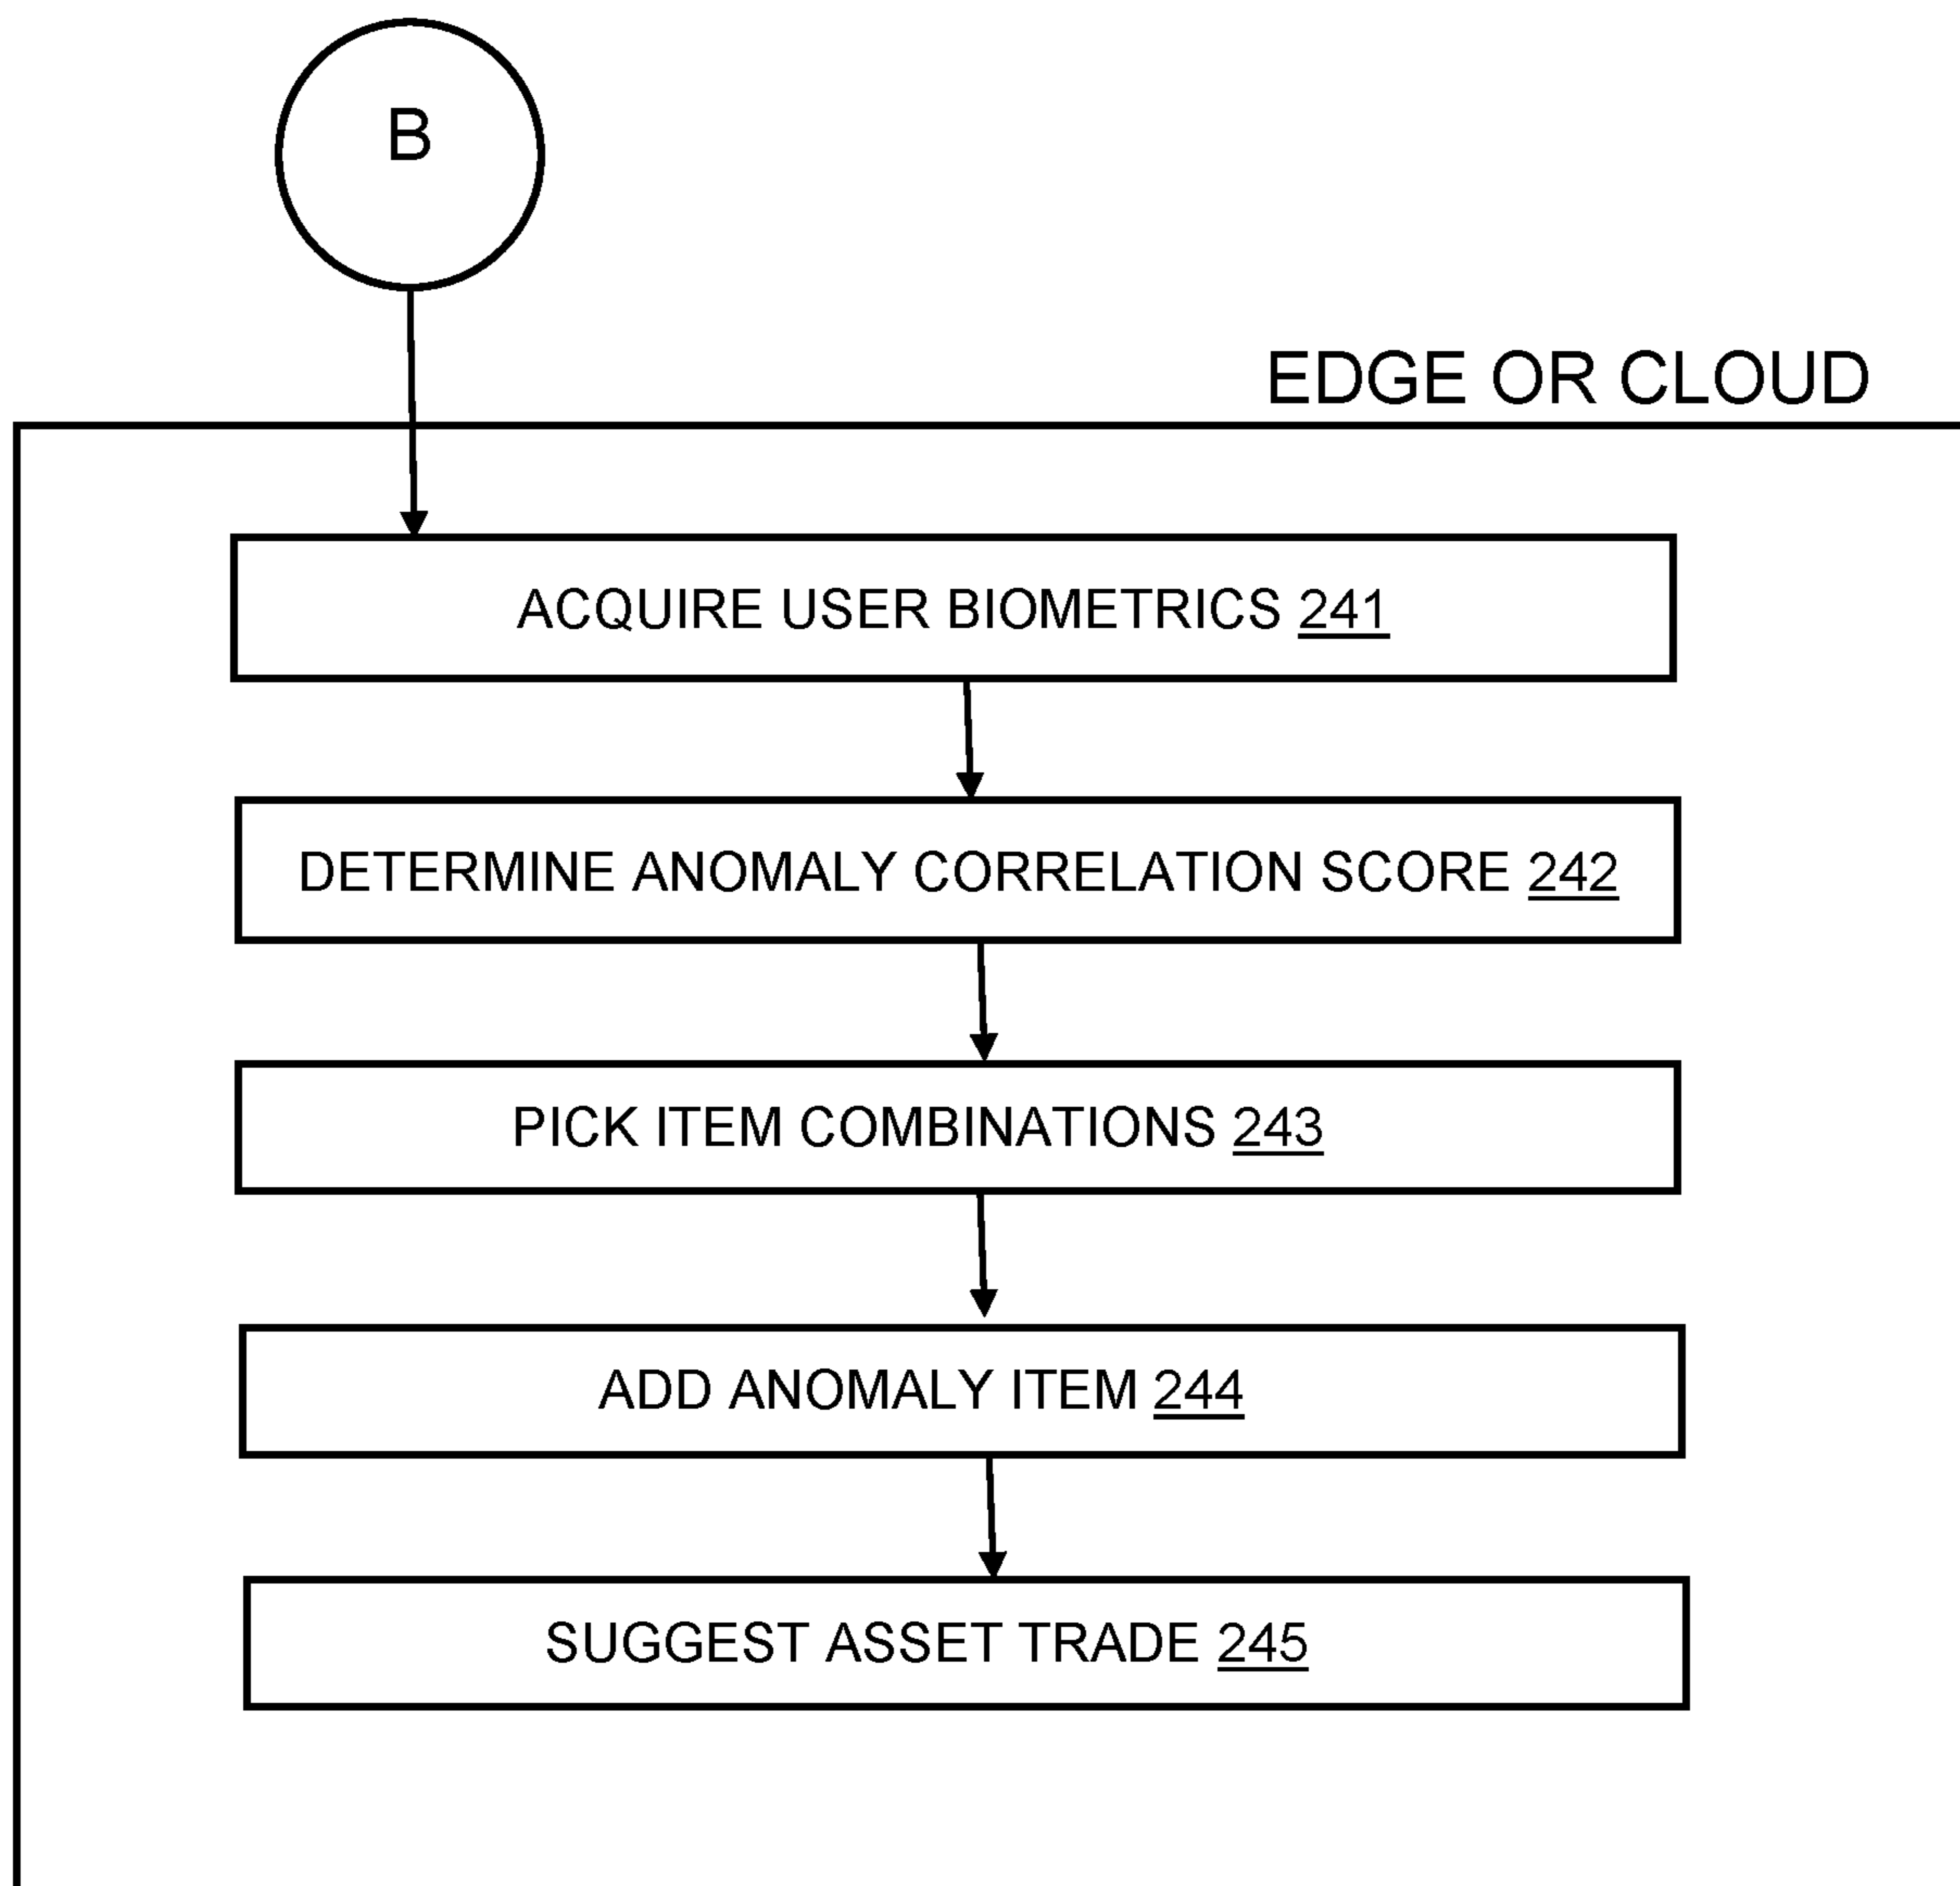 B
EDGE OR CLOUD
ACQUIRE USER BIOMETRICS 241
DETERMINE ANOMALY CORRELATION SCORE 242
PICK ITEM COMBINATIONS 243
ADD ANOMALY ITEM 244
SUGGEST ASSET TRADE 245